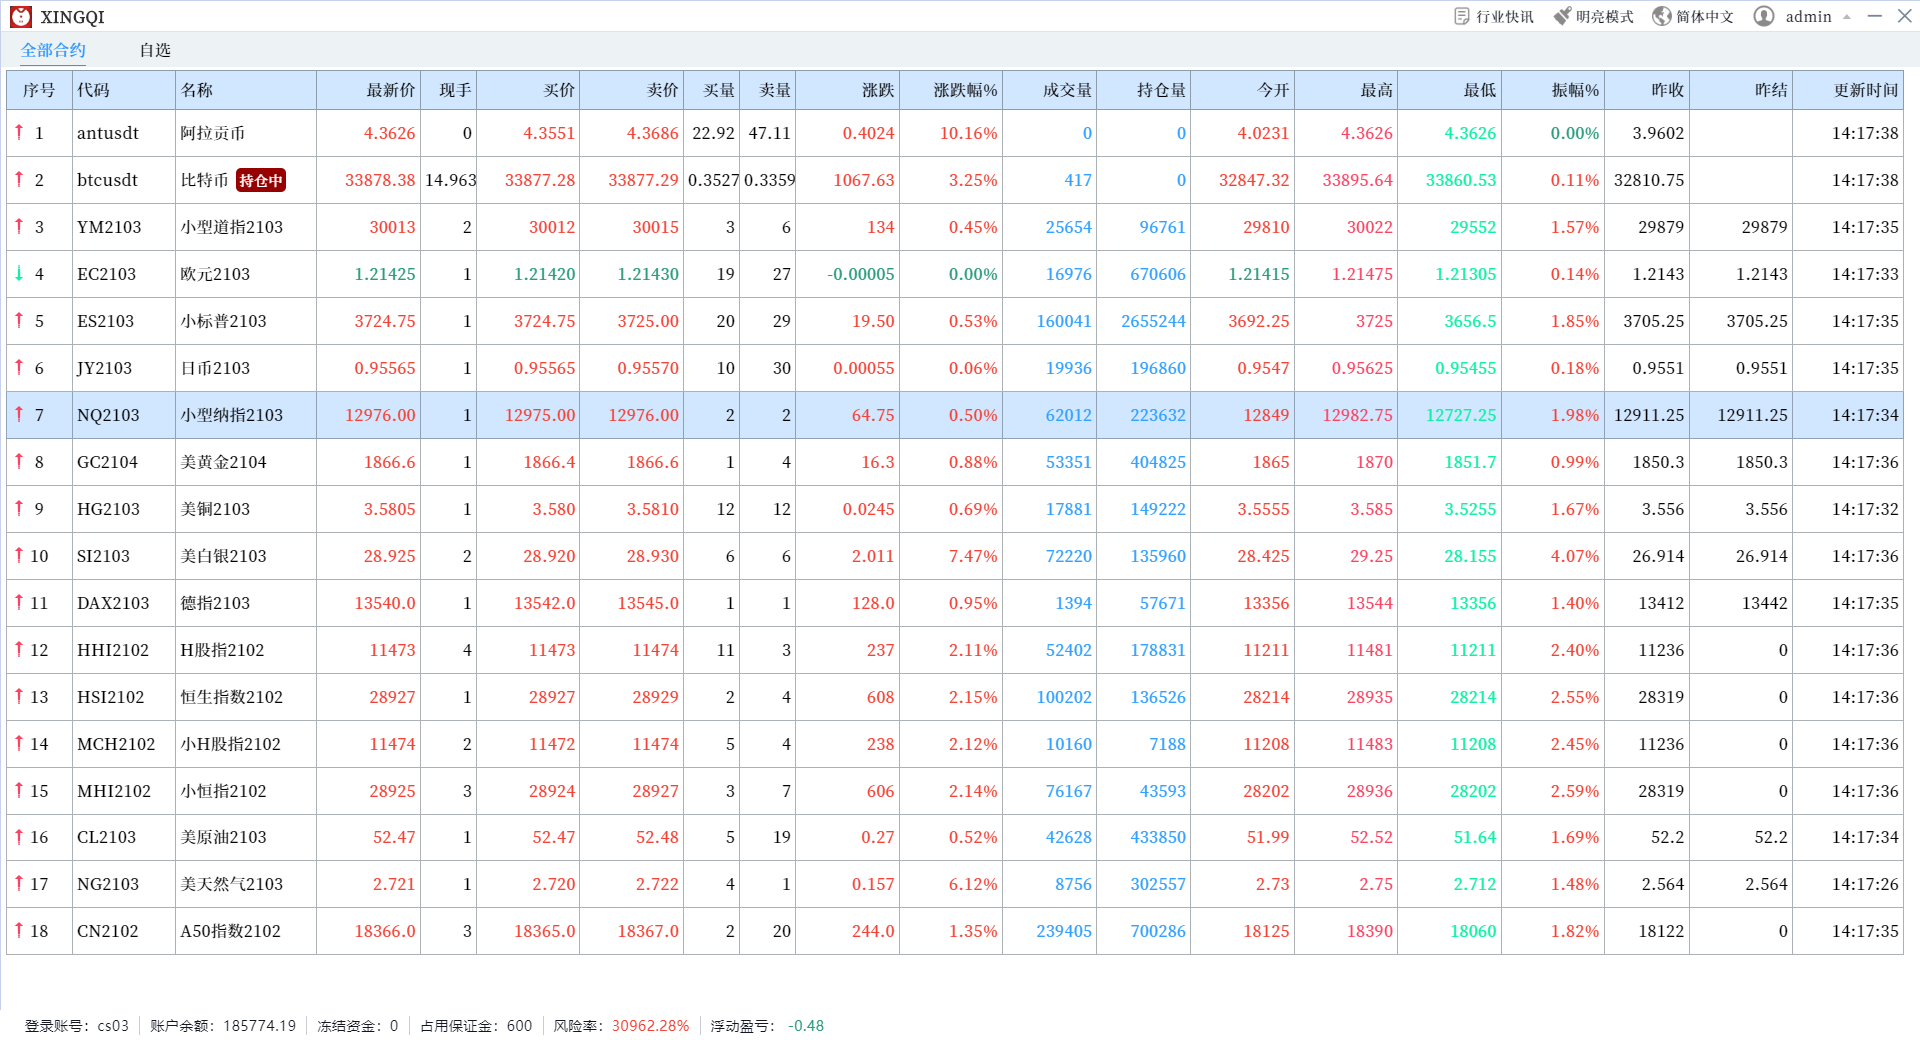 XINGQI 行业快讯 明亮模式 简体中文 admin
全部合约 自选
序号 代码 名称 最新价 现手 买价 卖价 买量 卖量 涨跌 涨跌幅% 成交量 持仓量 今开 最高 最低 振幅% 昨收 昨结 更新时间
1 antusdt 阿拉贡币 4.3626 0 4.3551 4.3686 22.92 47.11 0.4024 10.16% 0 0 4.0231 4.3626 4.3626 0.00% 3.9602 14:17:38
2 btcusdt 比特币 持仓中 33878.38 14.963 33877.28 33877.29 0.3527 0.3359 1067.63 3.25% 417 0 32847.32 33895.64 33860.53 0.11% 32810.75 14:17:38
3 YM2103 小型道指2103 30013 2 30012 30015 3 6 134 0.45% 25654 96761 29810 30022 29552 1.57% 29879 29879 14:17:35
4 EC2103 欧元2103 1.21425 1 1.21420 1.21430 19 27 -0.00005 0.00% 16976 670606 1.21415 1.21475 1.21305 0.14% 1.2143 1.2143 14:17:33
5 ES2103 小标普2103 3724.75 1 3724.75 3725.00 20 29 19.50 0.53% 160041 2655244 3692.25 3725 3656.5 1.85% 3705.25 3705.25 14:17:35
6 JY2103 日币2103 0.95565 1 0.95565 0.95570 10 30 0.00055 0.06% 19936 196860 0.9547 0.95625 0.95455 0.18% 0.9551 0.9551 14:17:35
7 NQ2103 小型纳指2103 12976.00 1 12975.00 12976.00 2 2 64.75 0.50% 62012 223632 12849 12982.75 12727.25 1.98% 12911.25 12911.25 14:17:34
8 GC2104 美黄金2104 1866.6 1 1866.4 1866.6 1 4 16.3 0.88% 53351 404825 1865 1870 1851.7 0.99% 1850.3 1850.3 14:17:36
9 HG2103 美铜2103 3.5805 1 3.580 3.5810 12 12 0.0245 0.69% 17881 149222 3.5555 3.585 3.5255 1.67% 3.556 3.556 14:17:32
10 SI2103 美白银2103 28.925 2 28.920 28.930 6 6 2.011 7.47% 72220 135960 28.425 29.25 28.155 4.07% 26.914 26.914 14:17:36
11 DAX2103 德指2103 13540.0 1 13542.0 13545.0 1 1 128.0 0.95% 1394 57671 13356 13544 13356 1.40% 13412 13442 14:17:35
12 HHI2102 H股指2102 11473 4 11473 11474 11 3 237 2.11% 52402 178831 11211 11481 11211 2.40% 11236 0 14:17:36
13 HSI2102 恒生指数2102 28927 1 28927 28929 2 4 608 2.15% 100202 136526 28214 28935 28214 2.55% 28319 0 14:17:36
14 MCH2102 小H股指2102 11474 2 11472 11474 5 4 238 2.12% 10160 7188 11208 11483 11208 2.45% 11236 0 14:17:36
15 MHI2102 小恒指2102 28925 3 28924 28927 3 7 606 2.14% 76167 43593 28202 28936 28202 2.59% 28319 0 14:17:36
16 CL2103 美原油2103 52.47 1 52.47 52.48 5 19 0.27 0.52% 42628 433850 51.99 52.52 51.64 1.69% 52.2 52.2 14:17:34
17 NG2103 美天然气2103 2.721 1 2.720 2.722 4 1 0.157 6.12% 8756 302557 2.73 2.75 2.712 1.48% 2.564 2.564 14:17:26
18 CN2102 A50指数2102 18366.0 3 18365.0 18367.0 2 20 244.0 1.35% 239405 700286 18125 18390 18060 1.82% 18122 0 14:17:35
登录账号：cs03 账户余额：185774.19 冻结资金：0 占用保证金：600 风险率：30962.28% 浮动盈亏： -0.48